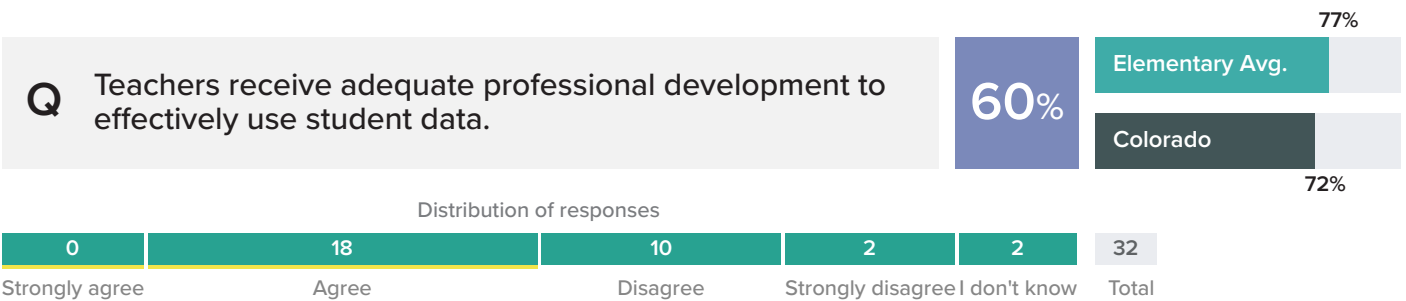 77%
Q
Teachers receive adequate professional development to
effectively use student data.
60%
Elementary Avg.
Colorado
72%
Distribution of responses
0 18 10 2 2 32
Strongly agree Agree Disagree Strongly disagree I don't know Total